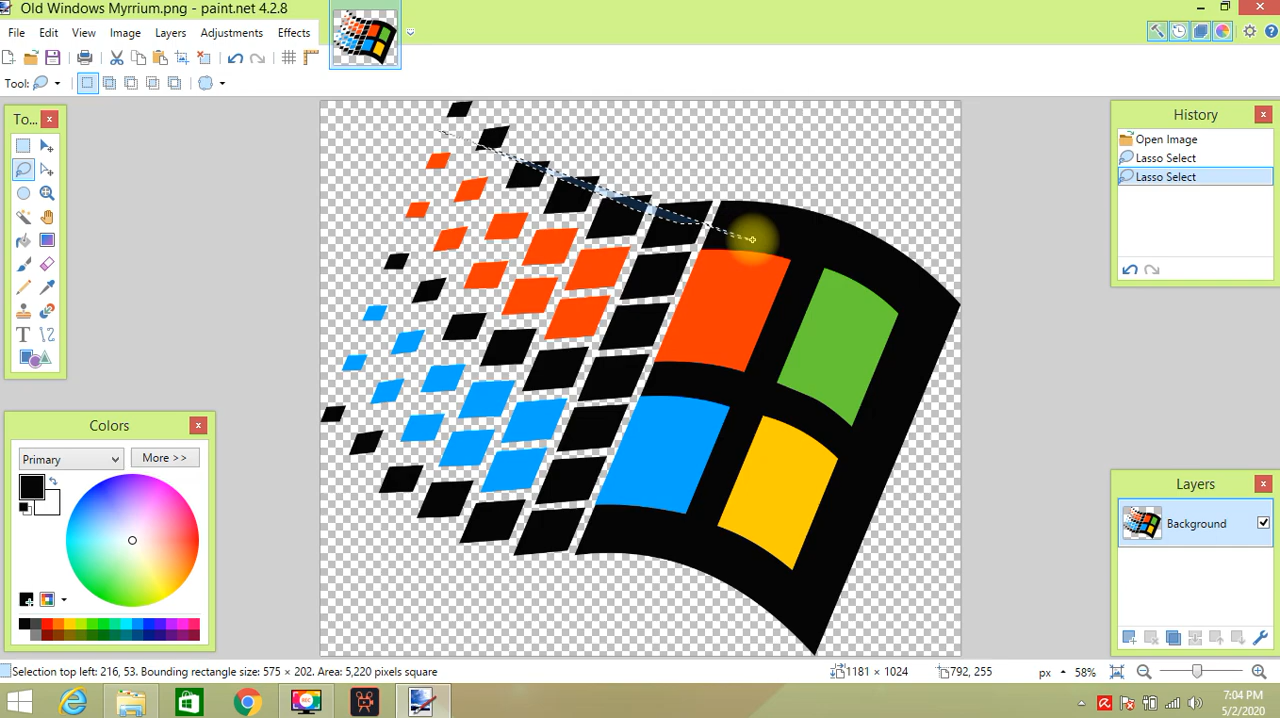 Old Windows Myrrium.png - paint.net 4.2.8
File Edit View Image Layers Adjustments Effects
Tool:
To...
History
Open Image
Lasso Select
Lasso Select
Colors
Primary
More >>
Layers
Background
Selection top left: 216, 53. Bounding rectangle size: 575 × 202. Area: 5,220 pixels square
1181 × 1024
792, 255
px
58%
REC
7:04 PM
5/2/2020